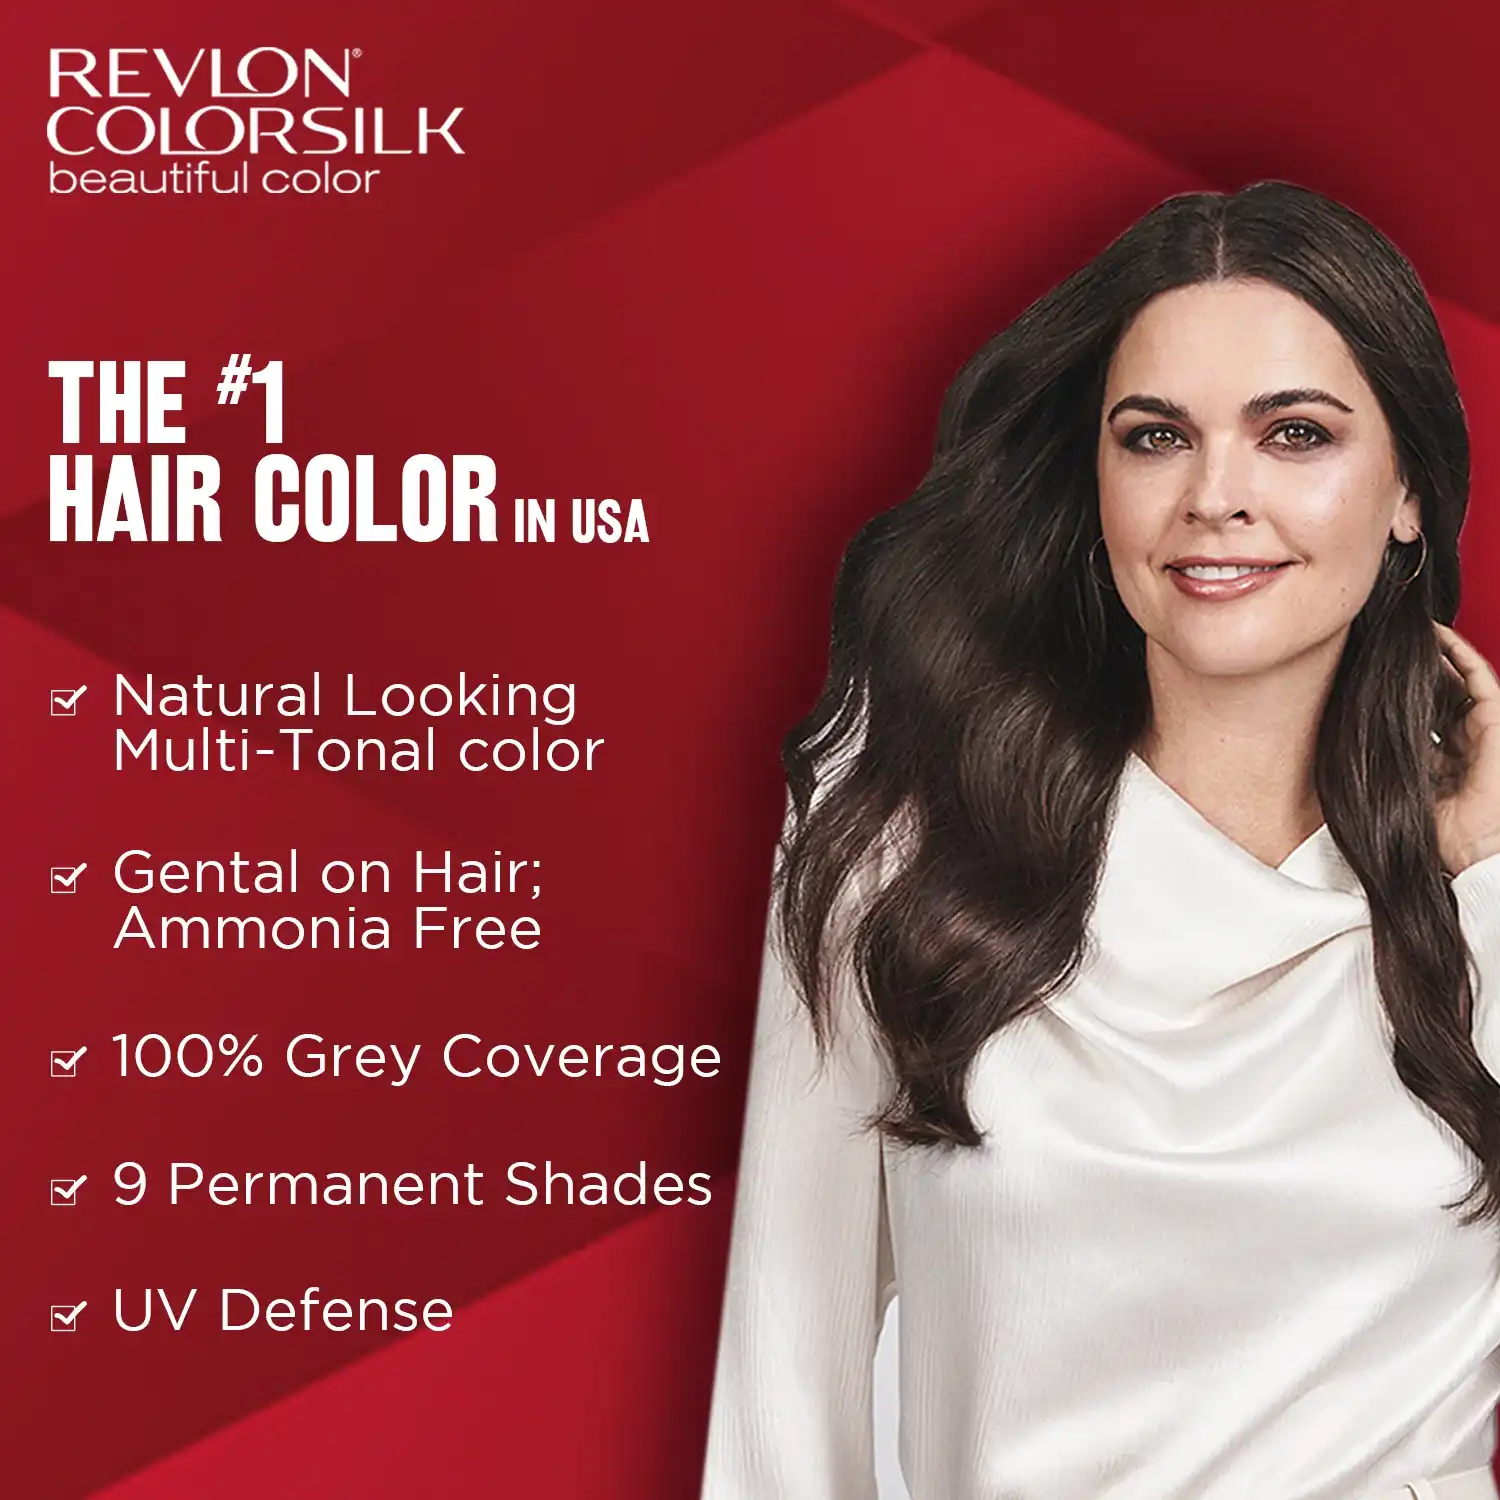 REVLON®
COLORSILK
beautiful color
THE #1
HAIR COLOR IN USA
Natural Looking
Multi-Tonal color
Gental on Hair;
Ammonia Free
100% Grey Coverage
9 Permanent Shades
UV Defense